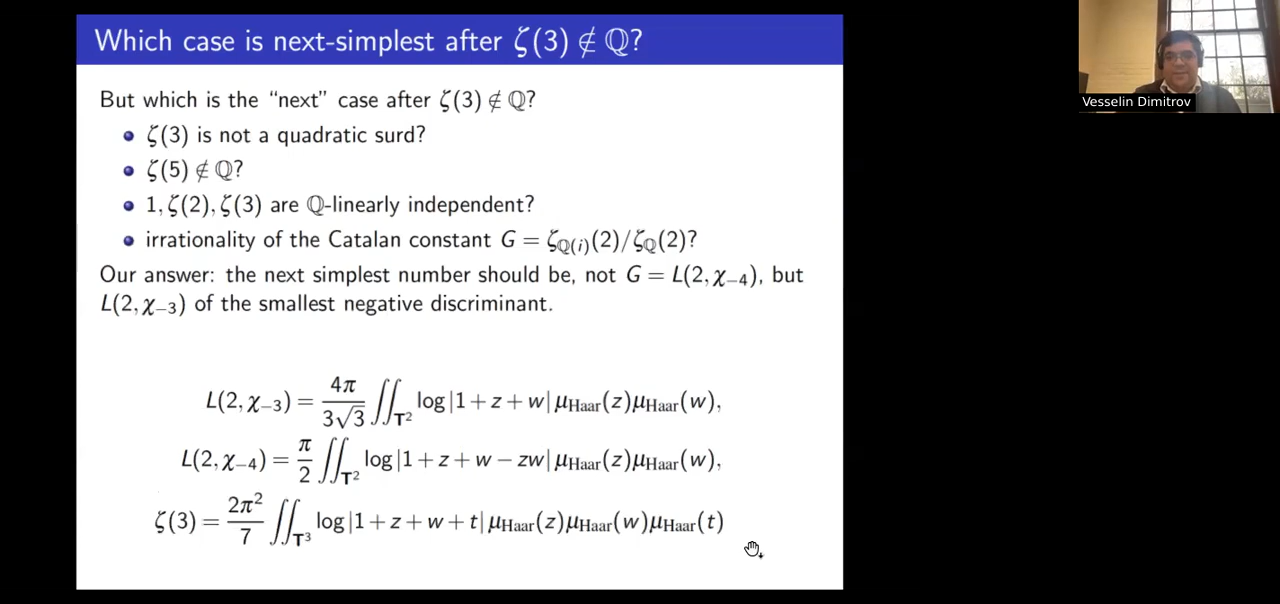 Which case is next-simplest after ζ(3) ∉ ℚ?
But which is the “next” case after ζ(3) ∉ ℚ?
• ζ(3) is not a quadratic surd?
• ζ(5) ∉ ℚ?
• 1, ζ(2), ζ(3) are ℚ-linearly independent?
• irrationality of the Catalan constant G = ζ_{ℚ(i)}(2)/ζ_ℚ(2)?
Our answer: the next simplest number should be, not G = L(2, χ₋₄), but
L(2, χ₋₃) of the smallest negative discriminant.
L(2, χ₋₃) = \frac{4π}{3√3} ∬_{T²} log|1 + z + w| μ_Haar(z)μ_Haar(w),
L(2, χ₋₄) = \frac{π}{2} ∬_{T²} log|1 + z + w − zw| μ_Haar(z)μ_Haar(w),
ζ(3) = \frac{2π²}{7} ∬_{T³} log|1 + z + w + t| μ_Haar(z)μ_Haar(w)μ_Haar(t)
Vesselin Dimitrov